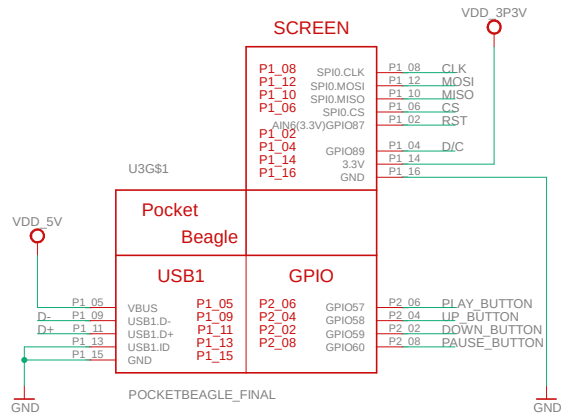 VDD_3P3V
SCREEN
P1_08 SPI0.CLK P1_08 CLK
P1_12 SPI0.MOSI P1_12 MOSI
P1_10 SPI0.MISO P1_10 MISO
P1_06 SPI0.CS P1_06 CS
AIN6(3.3V)GPIO87 P1_02 RST
P1_02
P1_04 GPIO89 P1_04 D/C
P1_14 3.3V P1_14
P1_16 GND P1_16
U3G$1
Pocket
Beagle
VDD_5V
USB1 GPIO
P1_05 VBUS P1_05 P2_06 GPIO57 P2_06 PLAY_BUTTON
D- P1_09 USB1.D- P1_09 P2_04 GPIO58 P2_04 UP_BUTTON
D+ P1_11 USB1.D+ P1_11 P2_02 GPIO59 P2_02 DOWN_BUTTON
P1_13 USB1.ID P1_13 P2_08 GPIO60 P2_08 PAUSE_BUTTON
P1_15 GND P1_15
POCKETBEAGLE_FINAL
GND GND